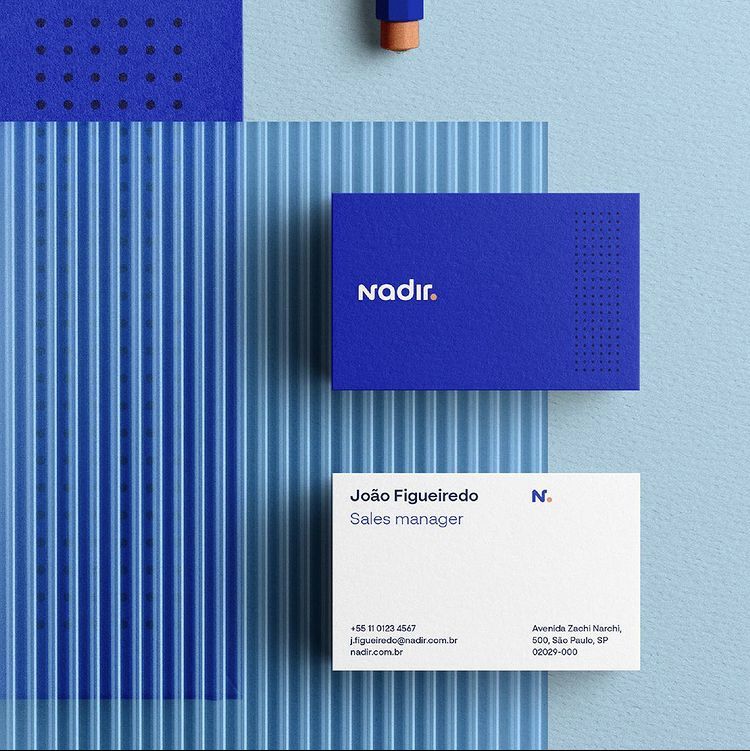 Nadir.
João Figueiredo
Sales manager
N.
+55 11 0123 4567
j.figueiredo@nadir.com.br
nadir.com.br
Avenida Zachi Narchi,
500, São Paulo, SP
02029-000